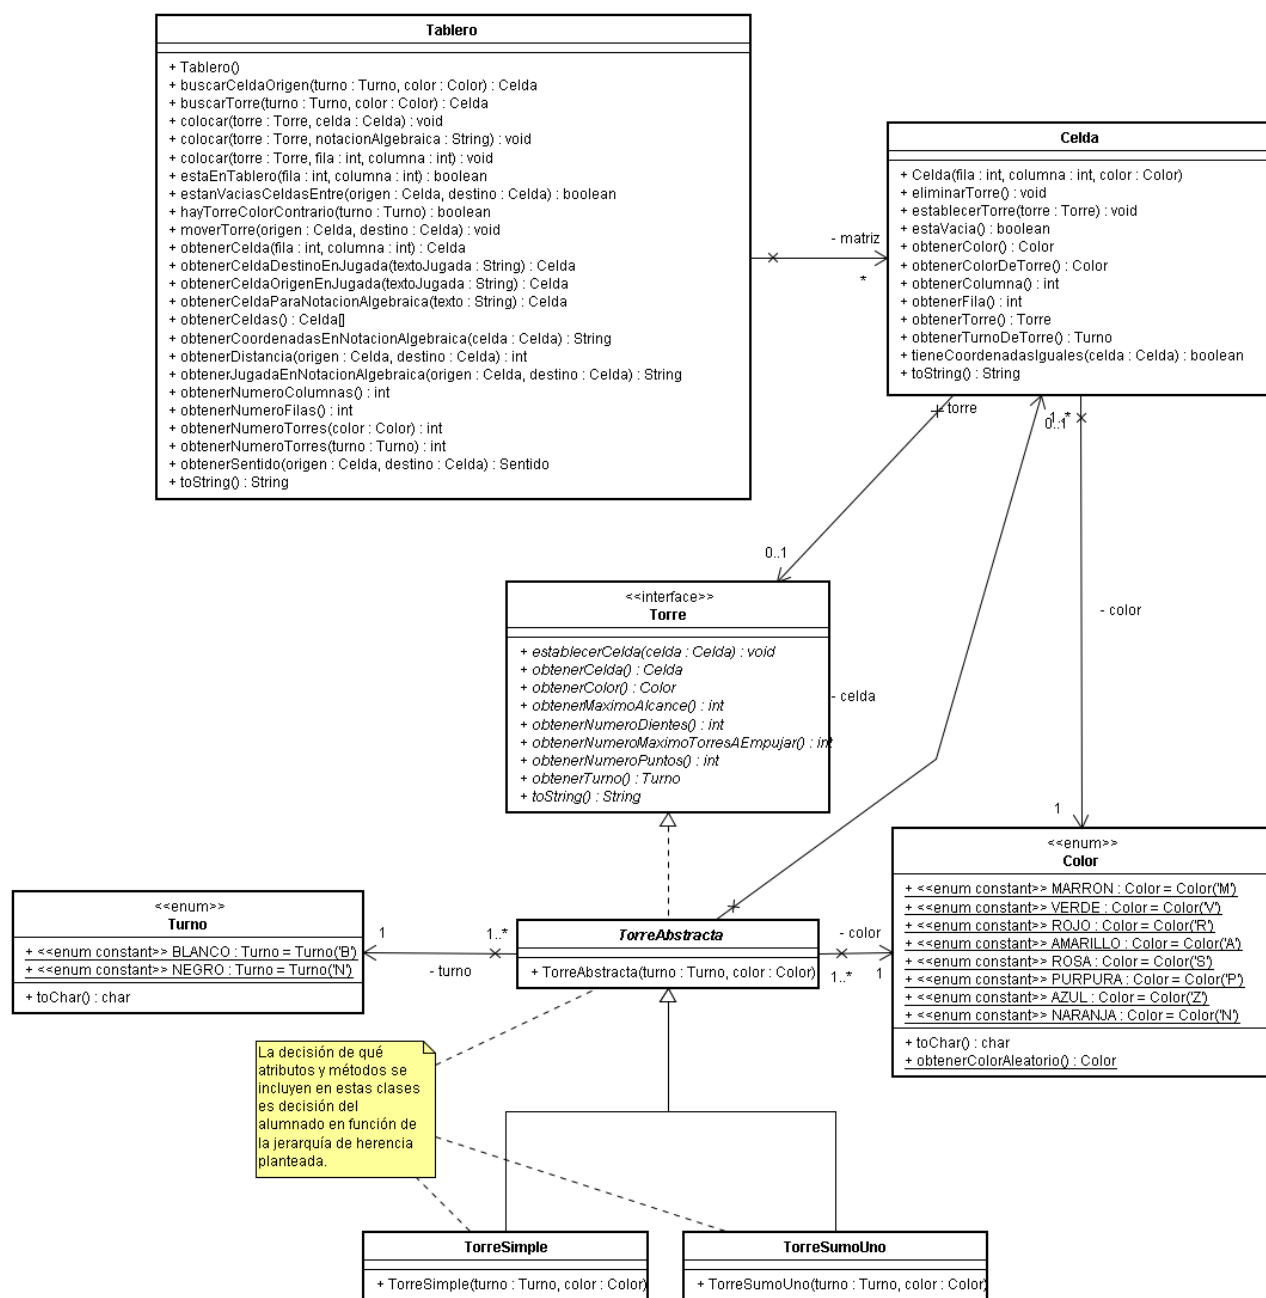 Tablero
+ Tablero()
+ buscarCeldaOrigen(turno : Turno, color : Color) : Celda
+ buscarTorre(turno : Turno, color : Color) : Celda
+ colocar(torre : Torre, celda : Celda) : void
+ colocar(torre : Torre, notacionAlgebraica : String) : void
+ colocar(torre : Torre, fila : int, columna : int) : void
+ estaEnTablero(fila : int, columna : int) : boolean
+ estanVaciasCeldasEntre(origen : Celda, destino : Celda) : boolean
+ hayTorreColorContrario(turno : Turno) : boolean
+ moverTorre(origen : Celda, destino : Celda) : void
+ obtenerCelda(fila : int, columna : int) : Celda
+ obtenerCeldaDestinoEnJugada(textoJugada : String) : Celda
+ obtenerCeldaOrigenEnJugada(textoJugada : String) : Celda
+ obtenerCeldaParaNotacionAlgebraica(texto : String) : Celda
+ obtenerCeldas() : Celda[]
+ obtenerCoordenadasEnNotacionAlgebraica(celda : Celda) : String
+ obtenerDistancia(origen : Celda, destino : Celda) : int
+ obtenerJugadaEnNotacionAlgebraica(origen : Celda, destino : Celda) : String
+ obtenerNumeroColumnas() : int
+ obtenerNumeroFilas() : int
+ obtenerNumeroTorres(color : Color) : int
+ obtenerNumeroTorres(turno : Turno) : int
+ obtenerSentido(origen : Celda, destino : Celda) : Sentido
+ toString() : String
- matriz
*
Celda
+ Celda(fila : int, columna : int, color : Color)
+ eliminarTorre() : void
+ establecerTorre(torre : Torre) : void
+ estaVacia() : boolean
+ obtenerColor() : Color
+ obtenerColorDeTorre() : Color
+ obtenerColumna() : int
+ obtenerFila() : int
+ obtenerTorre() : Torre
+ obtenerTurnoDeTorre() : Turno
+ tieneCoordenadasIguales(celda : Celda) : boolean
+ toString() : String
- torre
1..*
0..1
0..1
<<interface>>
Torre
+ establecerCelda(celda : Celda) : void
+ obtenerCelda() : Celda
+ obtenerColor() : Color
+ obtenerMaximoAlcance() : int
+ obtenerNumeroDientes() : int
+ obtenerNumeroMaximoTorresAEmpujar() : int
+ obtenerNumeroPuntos() : int
+ obtenerTurno() : Turno
+ toString() : String
- celda
- color
1
<<enum>>
Color
+ <<enum constant>> MARRON : Color = Color('M')
+ <<enum constant>> VERDE : Color = Color('V')
+ <<enum constant>> ROJO : Color = Color('R')
+ <<enum constant>> AMARILLO : Color = Color('A')
+ <<enum constant>> ROSA : Color = Color('S')
+ <<enum constant>> PURPURA : Color = Color('P')
+ <<enum constant>> AZUL : Color = Color('Z')
+ <<enum constant>> NARANJA : Color = Color('N')
+ toChar() : char
+ obtenerColorAleatorio() : Color
<<enum>>
Turno
+ <<enum constant>> BLANCO : Turno = Turno('B')
+ <<enum constant>> NEGRO : Turno = Turno('N')
+ toChar() : char
1
1..*
- turno
TorreAbstracta
+ TorreAbstracta(turno : Turno, color : Color)
- color
1..*
1
La decisión de qué
atributos y métodos se
incluyen en estas clases
es decisión del
alumnado en función de
la jerarquía de herencia
planteada.
TorreSimple
+ TorreSimple(turno : Turno, color : Color)
TorreSumoUno
+ TorreSumoUno(turno : Turno, color : Color)